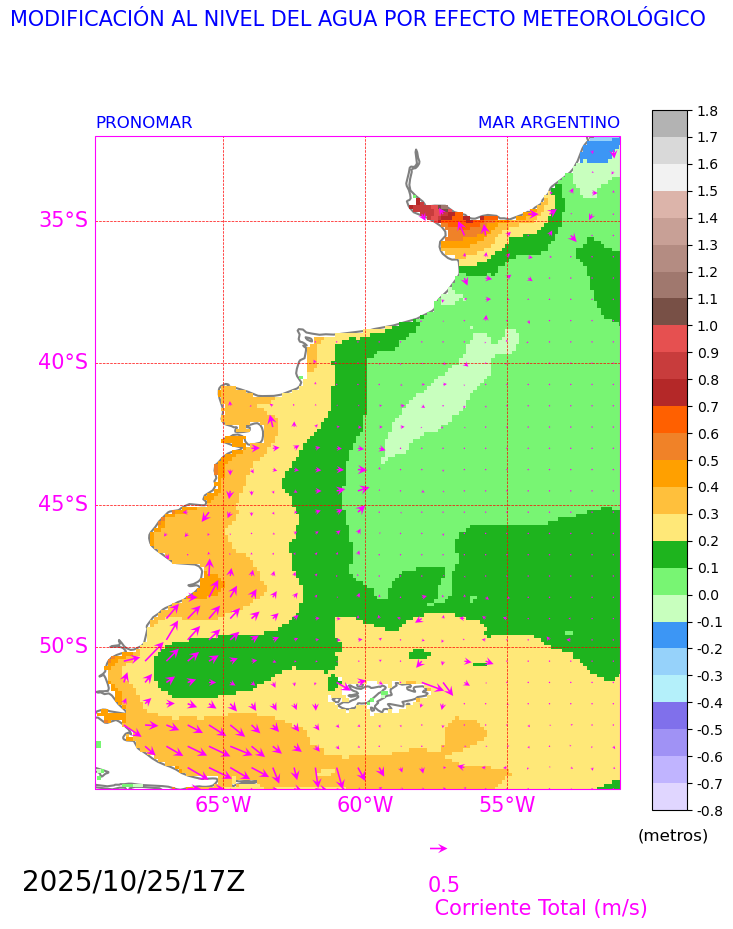 MODIFICACIÓN AL NIVEL DEL AGUA POR EFECTO METEOROLÓGICO
PRONOMAR MAR ARGENTINO
1.8
1.7
1.6
1.5
1.4
1.3
1.2
1.1
1.0
0.9
0.8
0.7
0.6
0.5
0.4
0.3
0.2
0.1
0.0
-0.1
-0.2
-0.3
-0.4
-0.5
-0.6
-0.7
-0.8
(metros)
35°S
40°S
45°S
50°S
65°W 60°W 55°W
2025/10/25/17Z
0.5
Corriente Total (m/s)